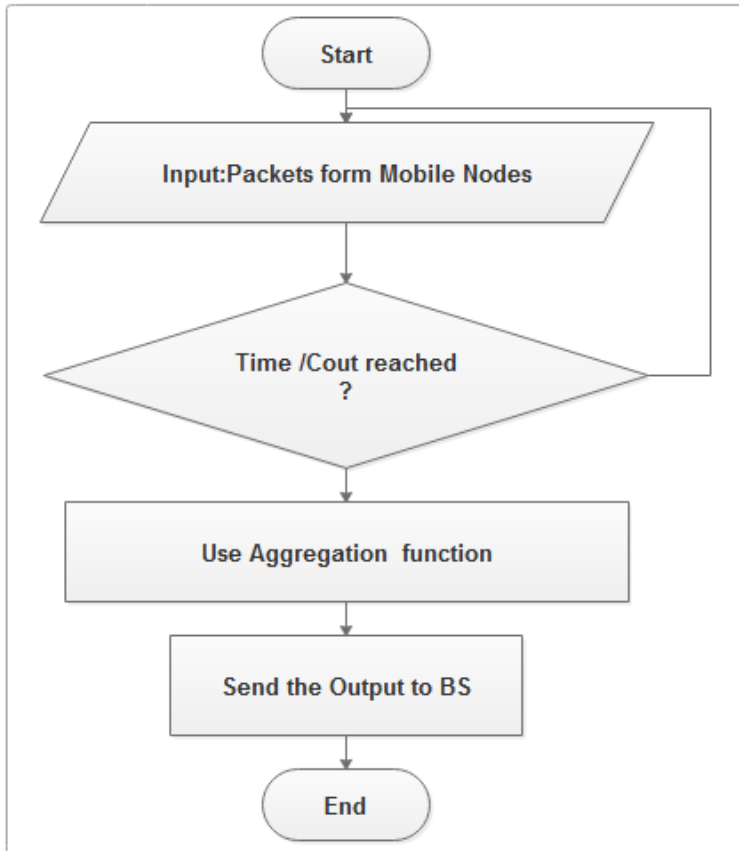 Start
Input:Packets form Mobile Nodes
Time /Cout reached
?
Use Aggregation function
Send the Output to BS
End